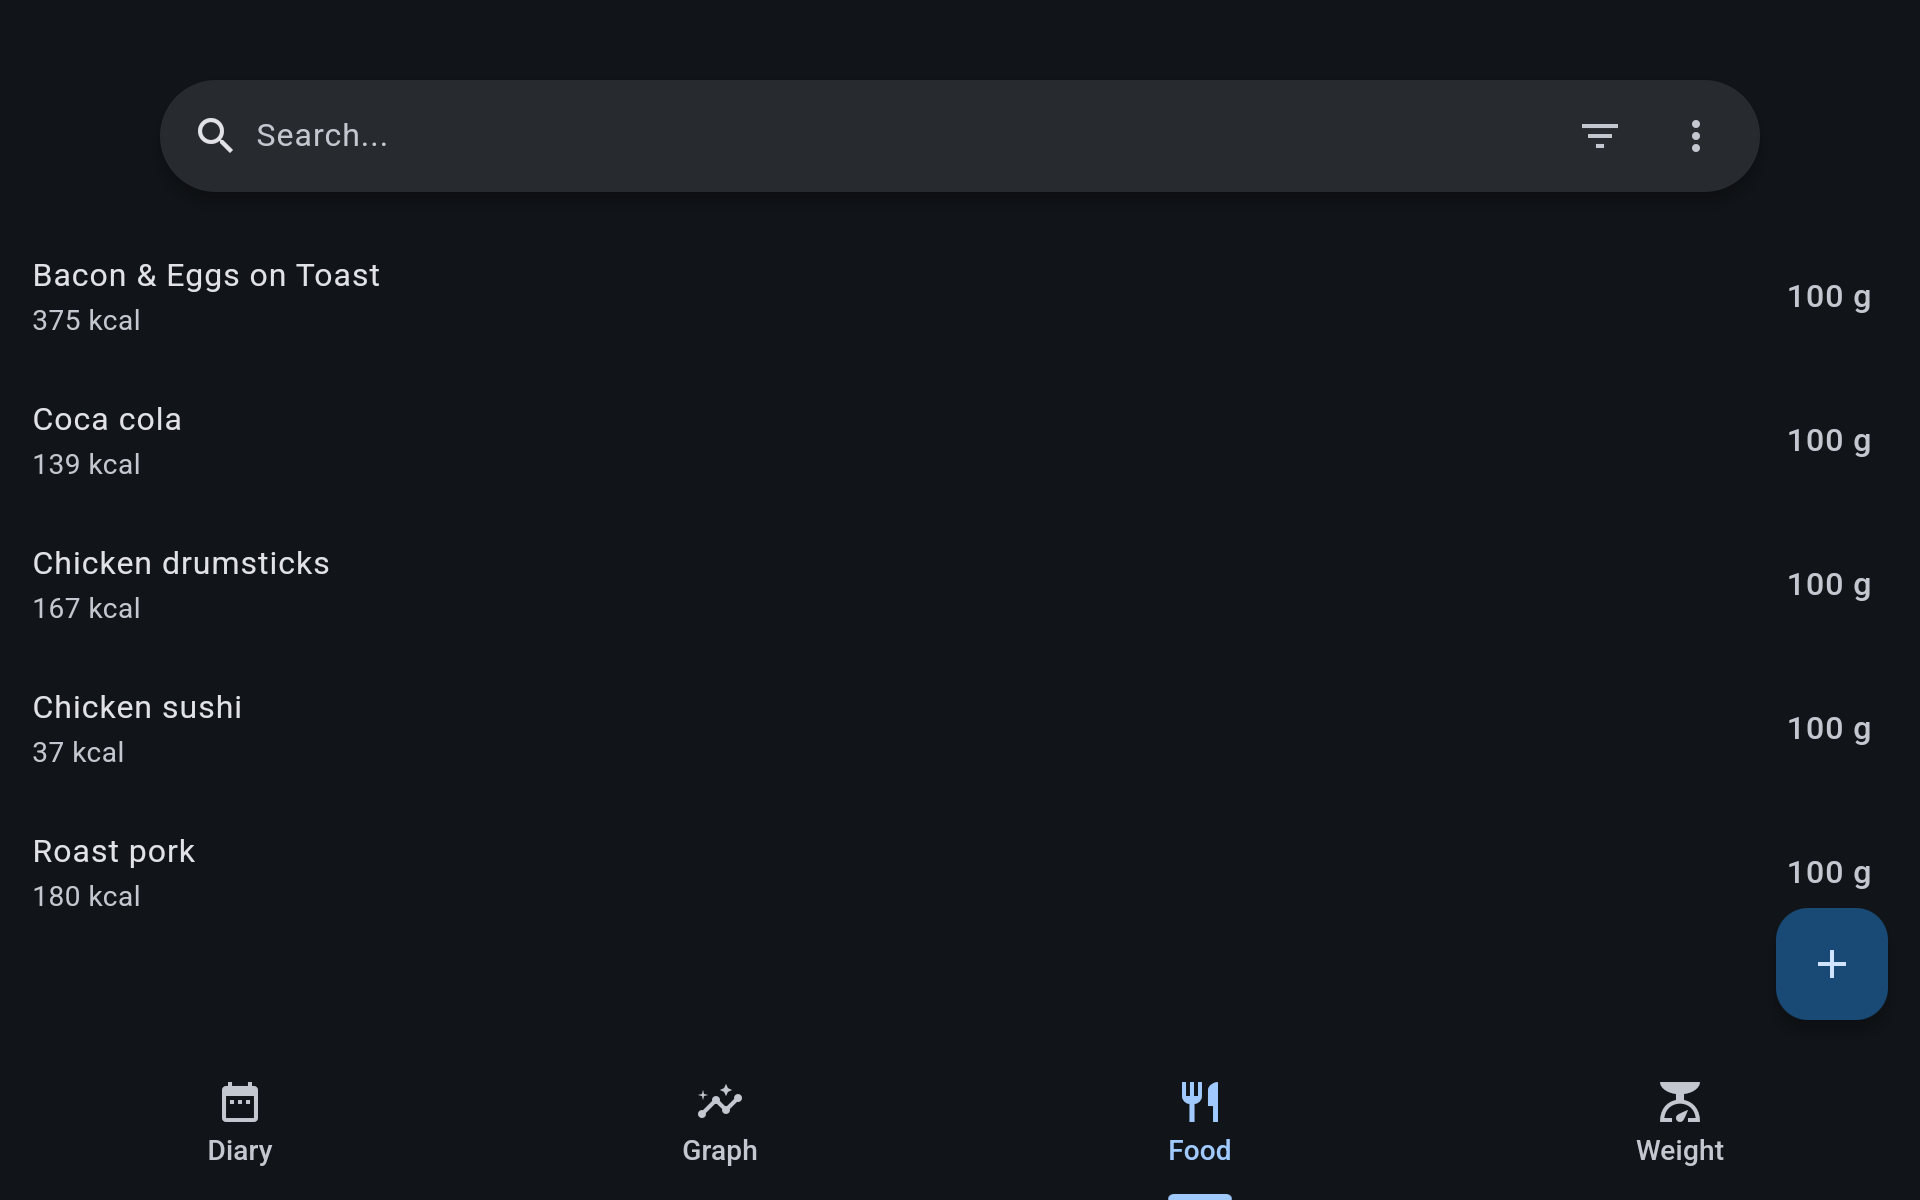 Search...
Bacon & Eggs on Toast
375 kcal
100 g
Coca cola
139 kcal
100 g
Chicken drumsticks
167 kcal
100 g
Chicken sushi
37 kcal
100 g
Roast pork
180 kcal
100 g
Diary
Graph
Food
Weight